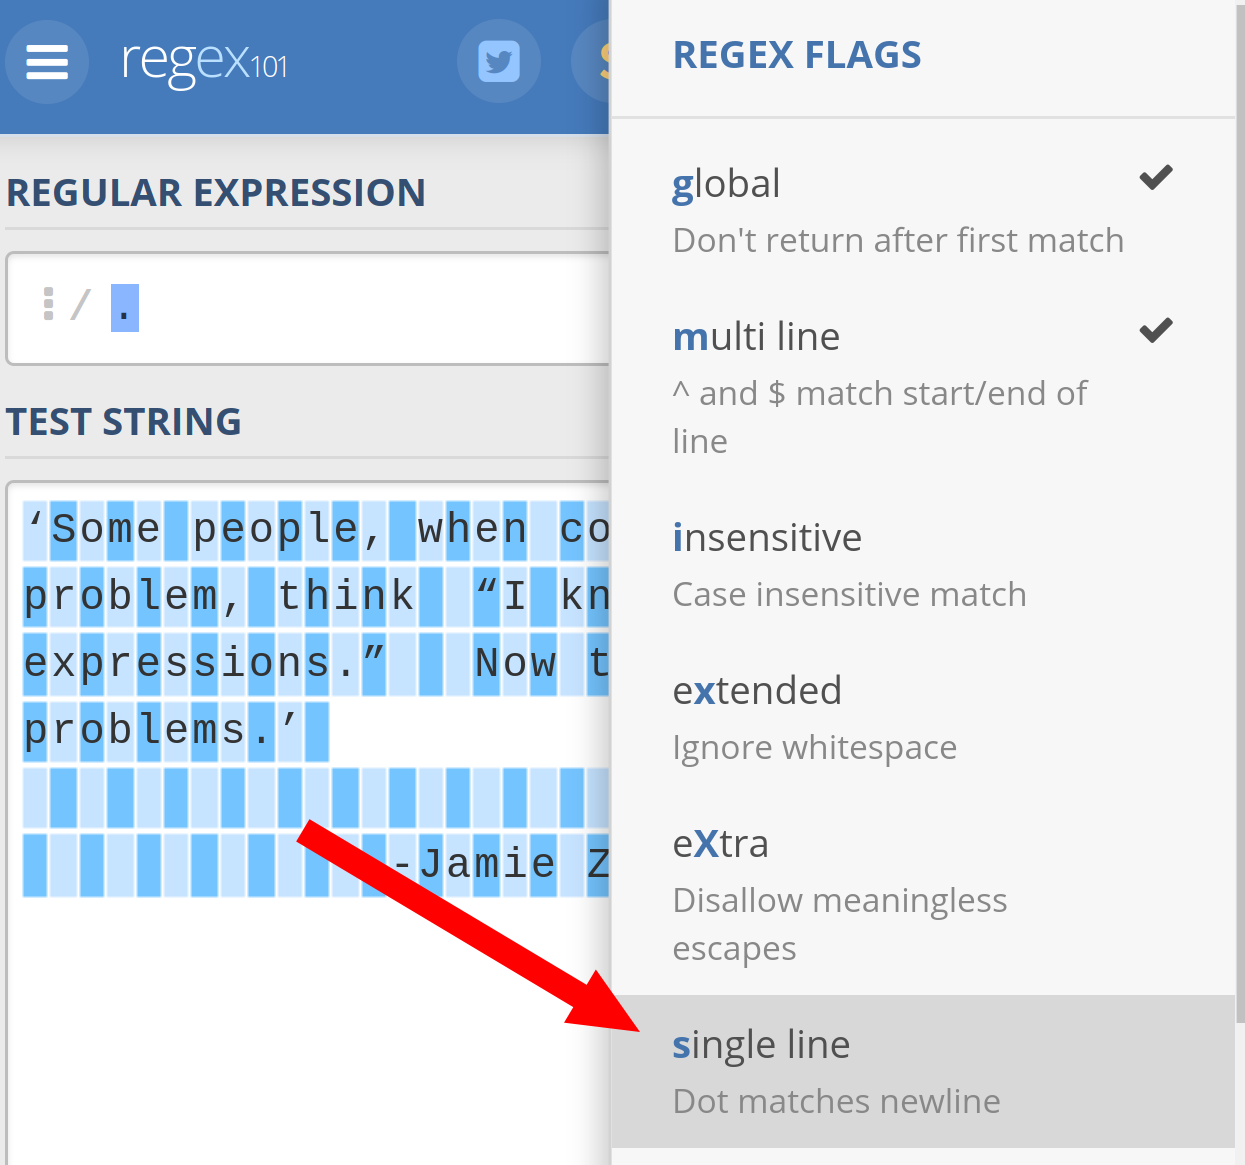 regex101
REGULAR EXPRESSION
/ .
TEST STRING
‘Some people, when co
problem, think  “I kn
expressions.”   Now t
problems.’
-Jamie Z
REGEX FLAGS
global
Don't return after first match
multi line
^ and $ match start/end of
line
insensitive
Case insensitive match
extended
Ignore whitespace
eXtra
Disallow meaningless
escapes
single line
Dot matches newline